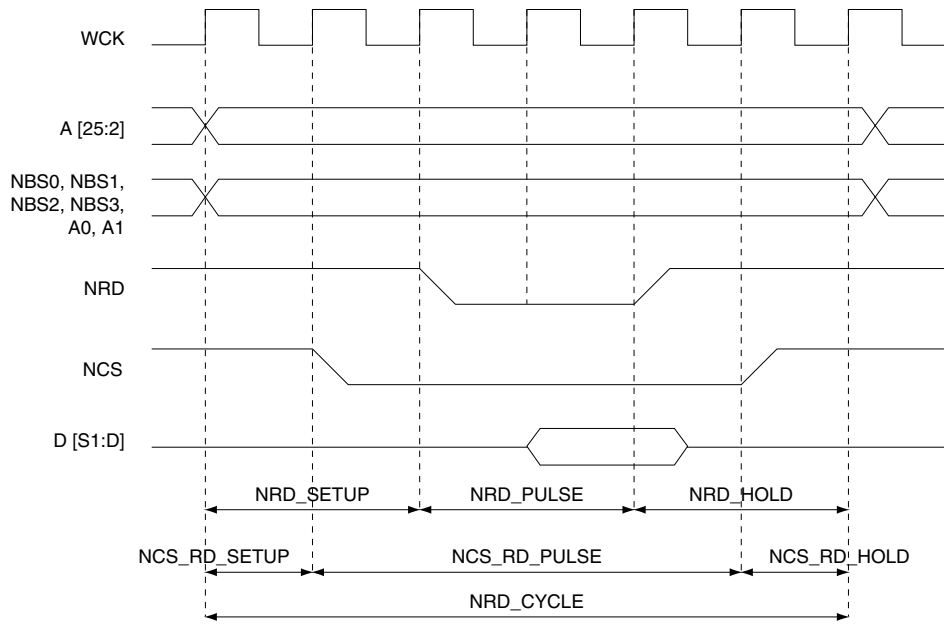 WCK
A [25:2]
NBS0, NBS1,
NBS2, NBS3,
A0, A1
NRD
NCS
D [S1:D]
NRD_SETUP NRD_PULSE NRD_HOLD
NCS_RD_SETUP NCS_RD_PULSE NCS_RD_HOLD
NRD_CYCLE